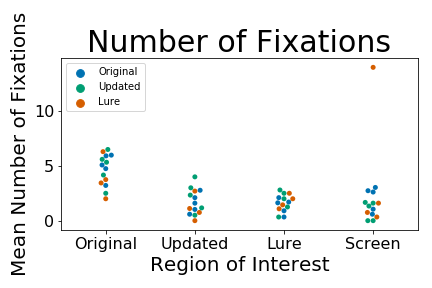 Number of Fixations
Mean Number of Fixations
Original
Updated
Lure
10
5
0
Original Updated Lure Screen
Region of Interest